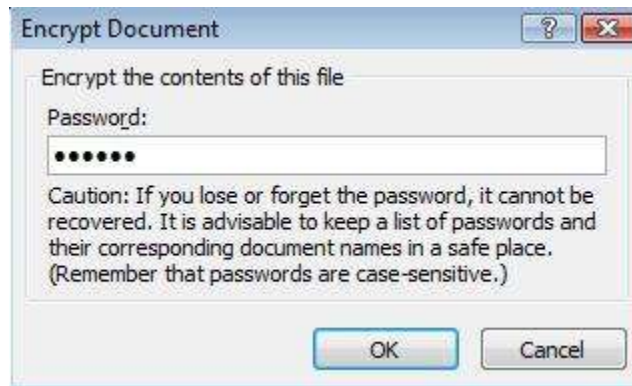 Encrypt Document
?
Encrypt the contents of this file
Password:
••••••
Caution: If you lose or forget the password, it cannot be
recovered. It is advisable to keep a list of passwords and
their corresponding document names in a safe place.
(Remember that passwords are case-sensitive.)
OK Cancel